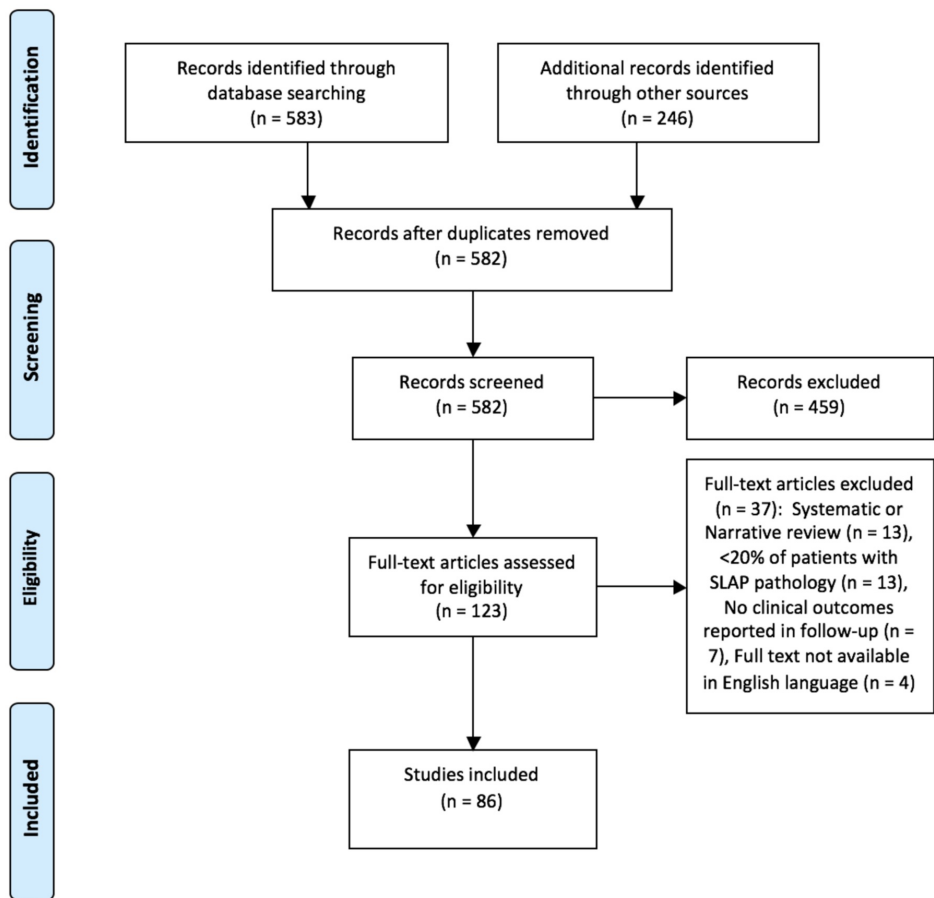 Identification
Records identified through
database searching
(n = 583)
Additional records identified
through other sources
(n = 246)
Records after duplicates removed
(n = 582)
Screening
Records screened
(n = 582)
Records excluded
(n = 459)
Eligibility
Full-text articles assessed
for eligibility
(n = 123)
Full-text articles excluded
(n = 37): Systematic or
Narrative review (n = 13),
<20% of patients with
SLAP pathology (n = 13),
No clinical outcomes
reported in follow-up (n =
7), Full text not available
in English language (n = 4)
Included
Studies included
(n = 86)